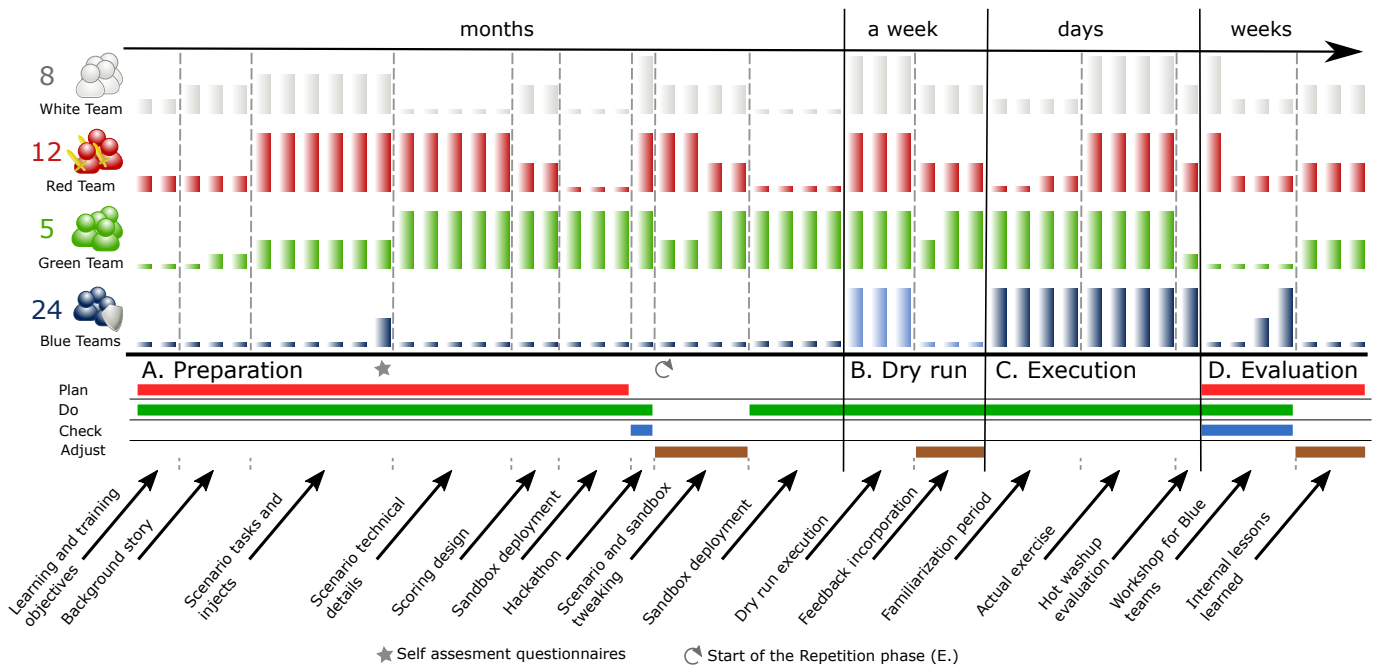 months
a week
days
weeks
8
White Team
12
Red Team
5
Green Team
24
Blue Teams
A. Preparation
B. Dry run
C. Execution
D. Evaluation
Plan
Do
Check
Adjust
Learning and training
objectives
Background story
Scenario tasks and
injects
Scenario technical
details
Scoring design
Sandbox deployment
Hackathon
Scenario and sandbox
tweaking
Sandbox deployment
Dry run execution
Feedback incorporation
Familiarization period
Actual exercise
Hot washup
evaluation
Workshop for Blue
teams
Internal lessons
learned
Self assesment questionnaires
Start of the Repetition phase (E.)